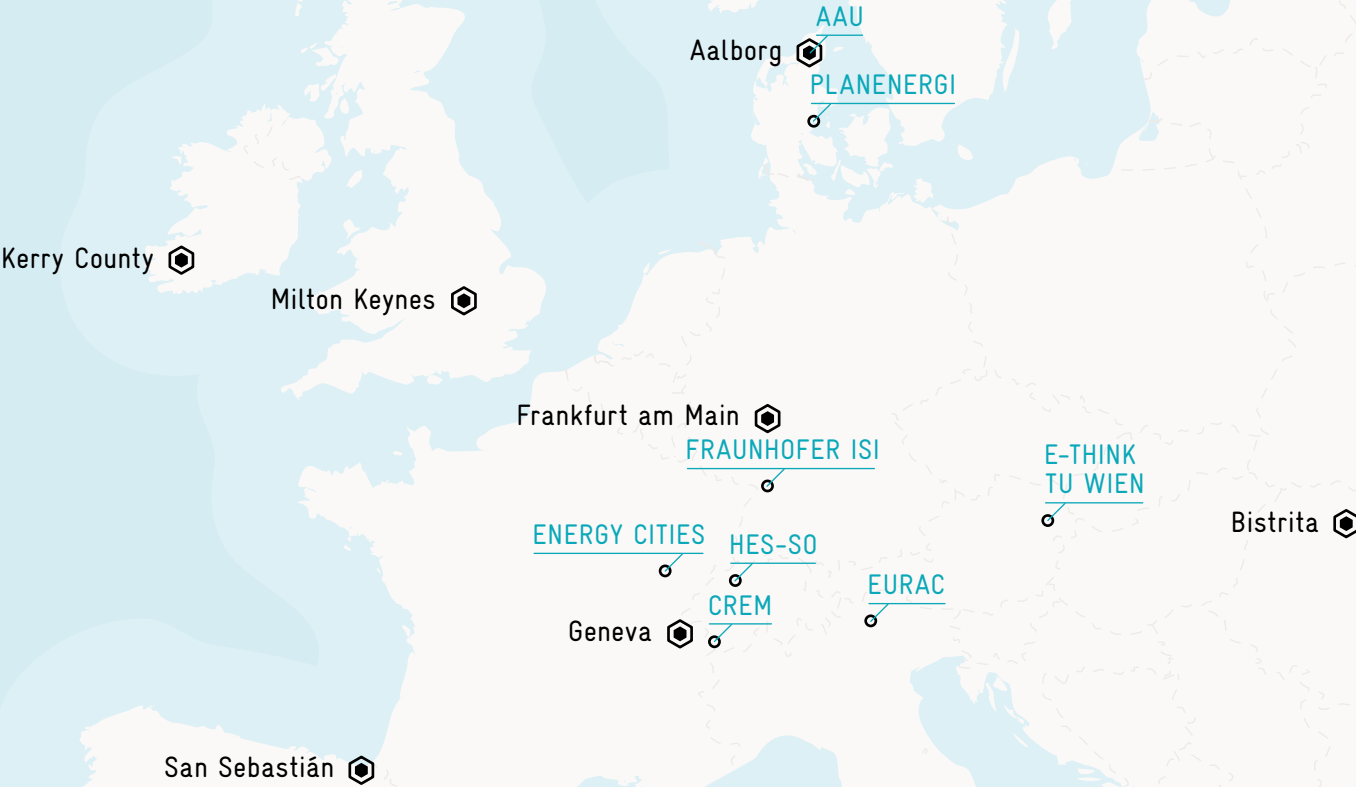 AAU
Aalborg
PLANENERGI
Kerry County
Milton Keynes
Frankfurt am Main
FRAUNHOFER ISI
E-THINK
TU WIEN
Bistrita
ENERGY CITIES
HES-SO
EURAC
CREM
Geneva
San Sebastián